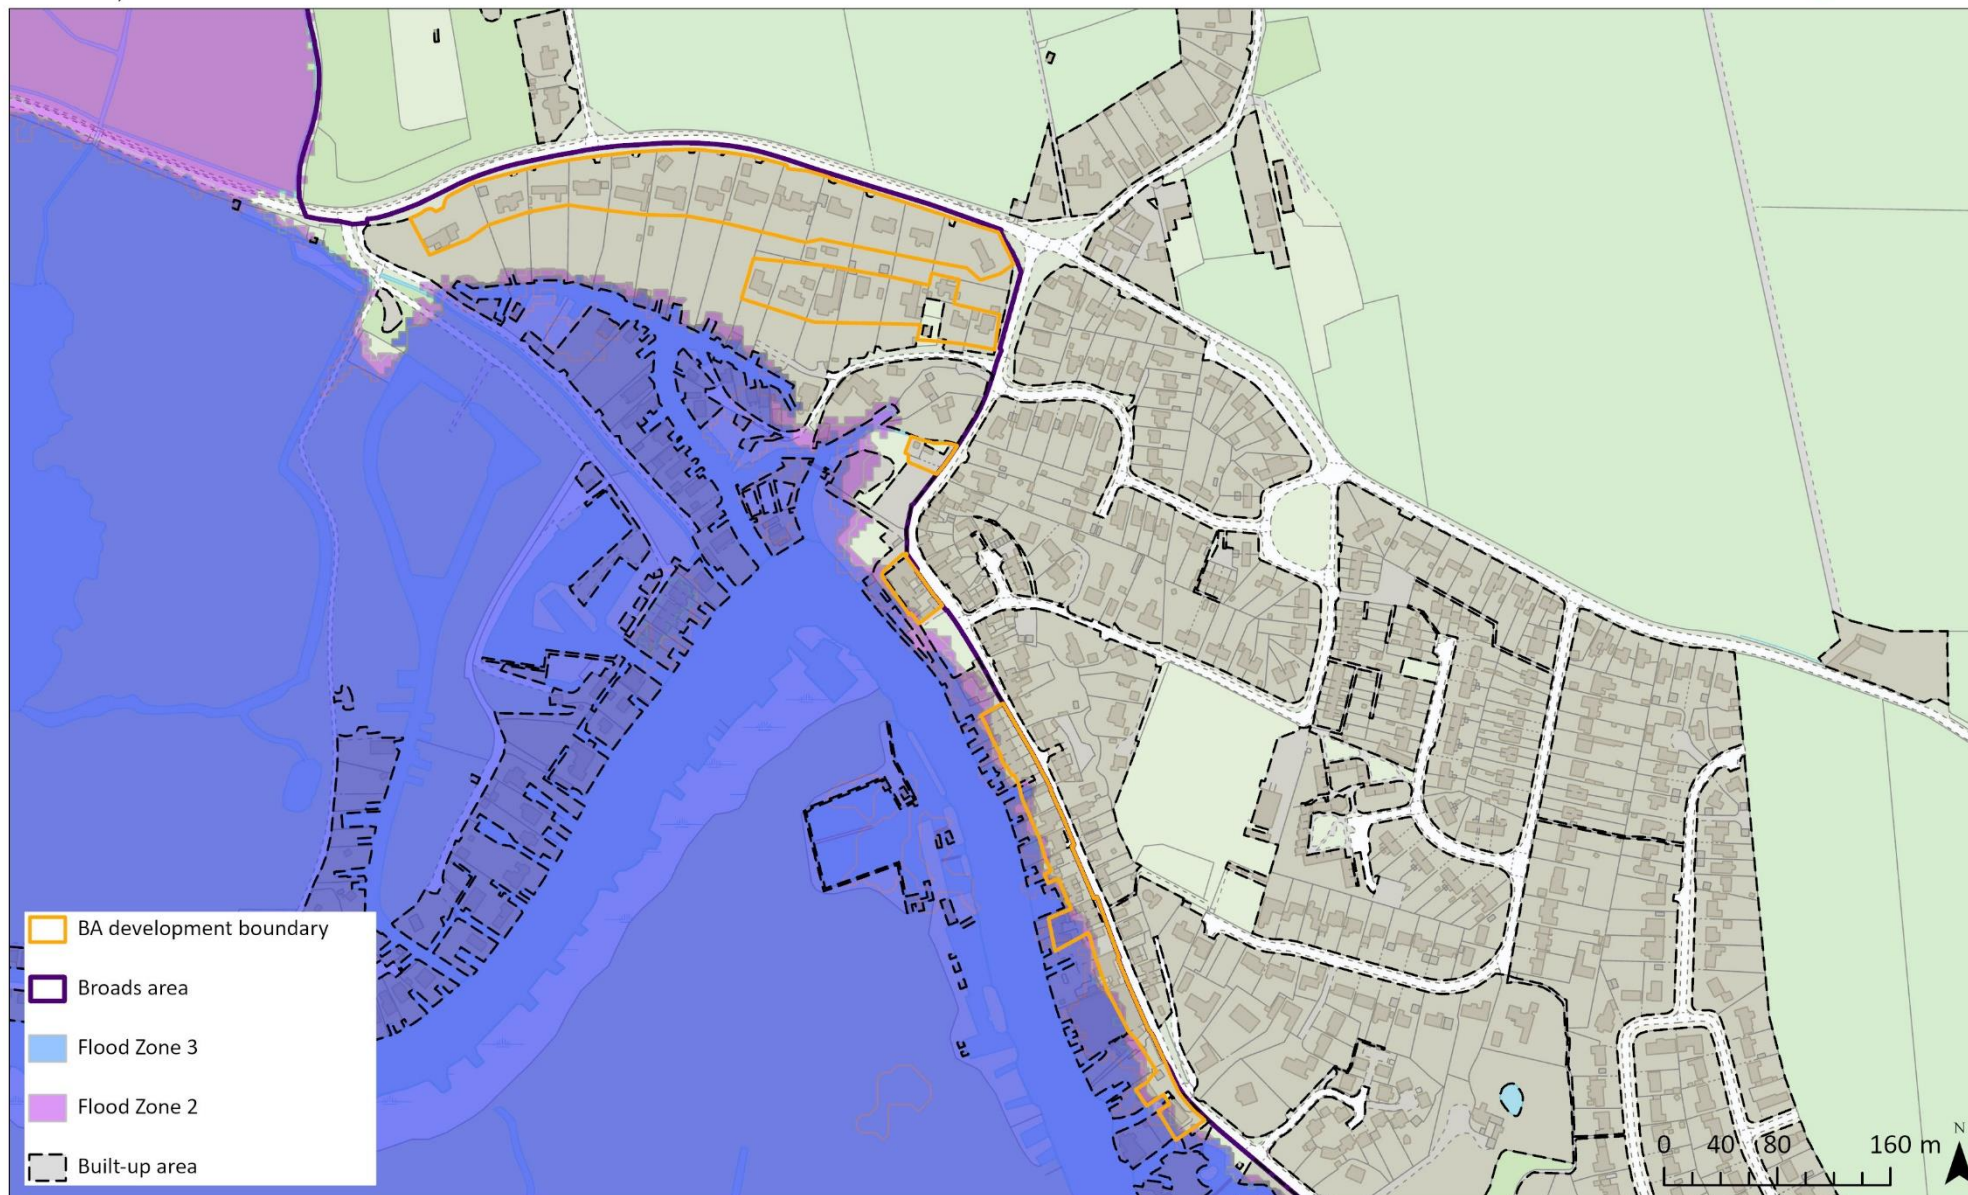 BA development boundary
Broads area
Flood Zone 3
Flood Zone 2
Built-up area
0 40 80 160 m
N